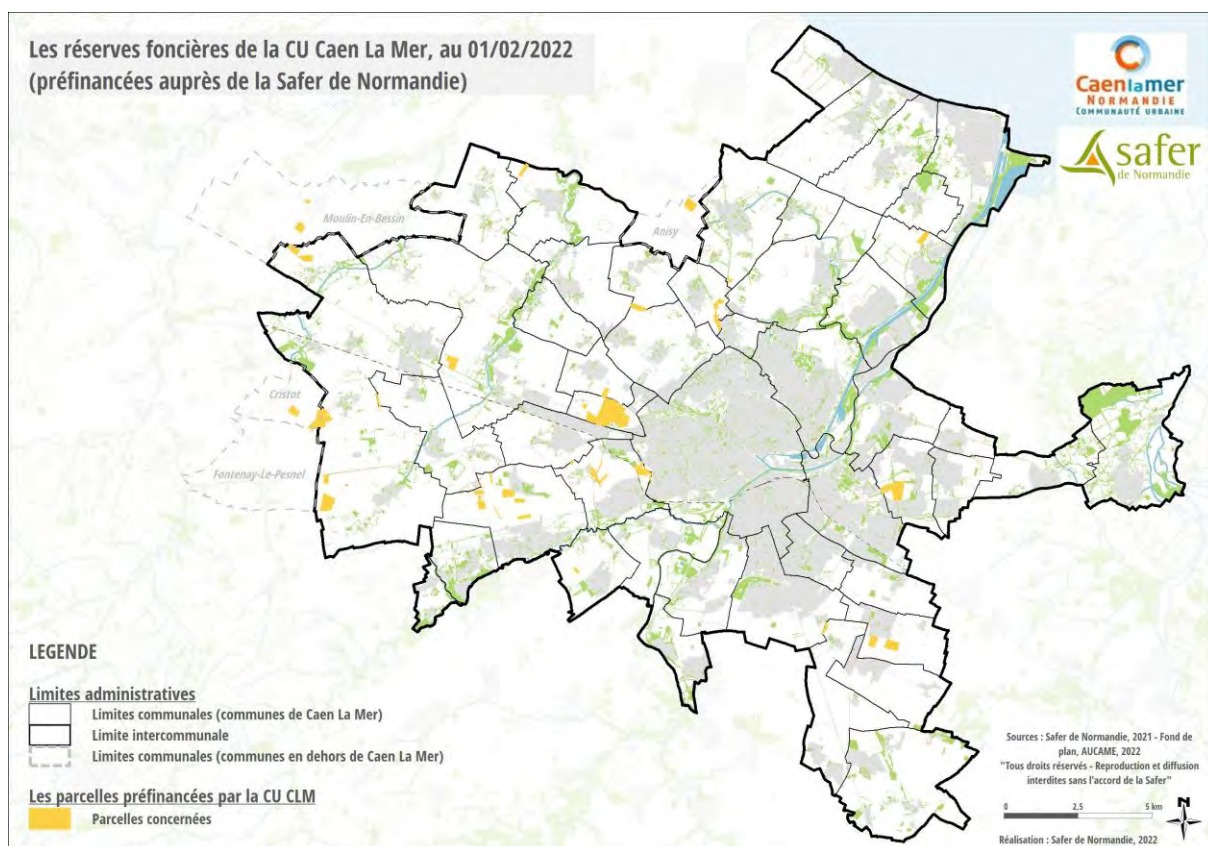 Les réserves foncières de la CU Caen La Mer, au 01/02/2022
(préfinancées auprès de la Safer de Normandie)
Caenlamer
NORMANDIE
COMMUNAUTÉ URBAINE
safer
de Normandie
Moulin-En-Bessin
Anisy
Cristot
Fontenay-Le-Pesnel
LEGENDE
Limites administratives
Limites communales (communes de Caen La Mer)
Limite intercommunale
Limites communales (communes en dehors de Caen La Mer)
Les parcelles préfinancées par la CU CLM
Parcelles concernées
Sources : Safer de Normandie, 2021 - Fond de
plan, AUCAME, 2022
"Tous droits réservés - Reproduction et diffusion
interdites sans l'accord de la Safer"
0 2,5 5 km
N
Réalisation : Safer de Normandie, 2022